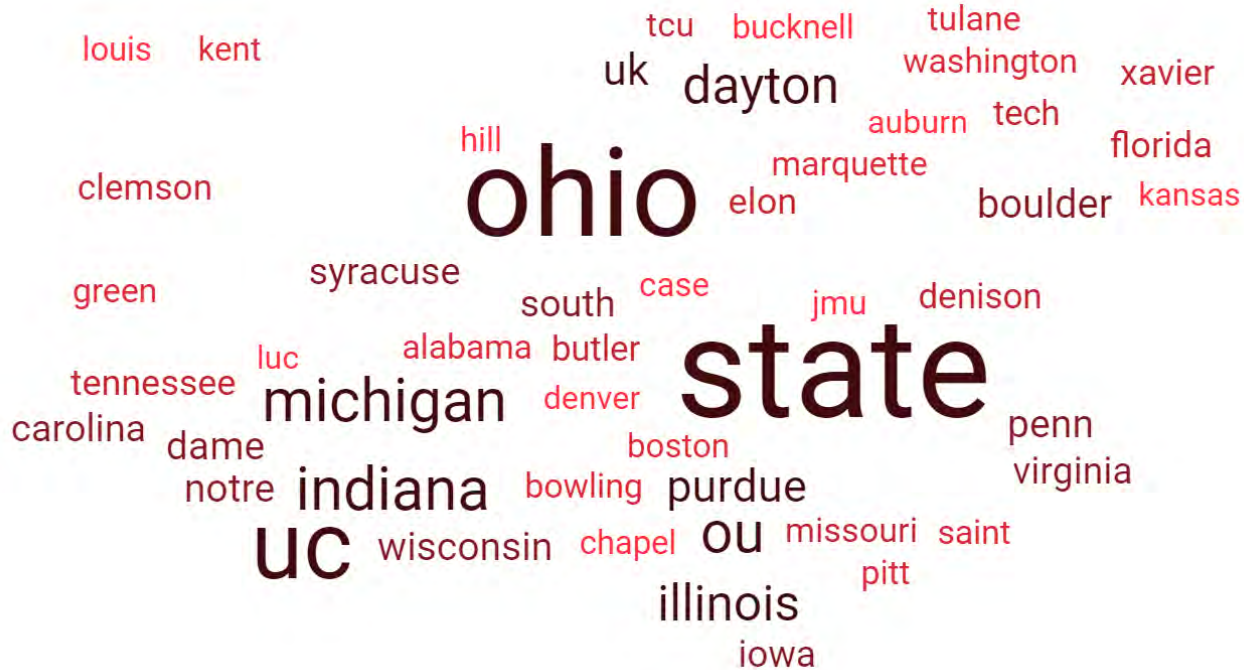 louis kent tcu bucknell tulane
uk dayton washington xavier
hill auburn tech
ohio marquette florida
clemson elon boulder kansas
syracuse south case
green jmu denison
luc alabama butler state
tennessee michigan denver
carolina dame boston penn
notre indiana bowling purdue virginia
uc wisconsin chapel ou missouri saint
pitt
illinois
iowa